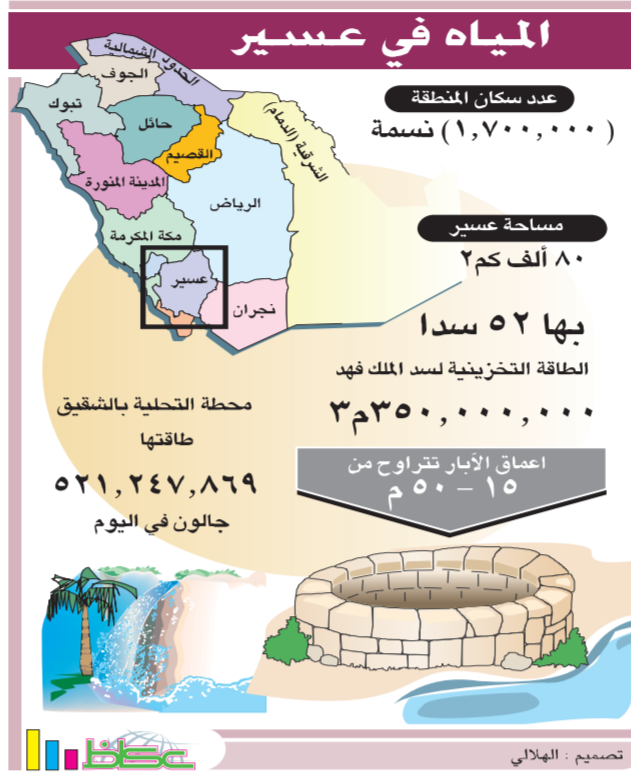 المياه في عسير
عدد سكان المنطقة
(١,٧٠٠,٠٠٠) نسمة
الحدود الشمالية
الجوف
تبوك
حائل
القصيم
الشرقية (الدمام)
المدينة المنورة
الرياض
مكة المكرمة
عسير
نجران
مساحة عسير
٨٠ ألف كم٢
بها ٥٢ سدا
الطاقة التخزينية لسد الملك فهد
٣٥٠,٠٠٠,٠٠٠م٣
محطة التحلية بالشقيق
طاقتها
٥٢١,٢٤٧,٨٦٩
جالون في اليوم
اعماق الآبار تتراوح من
١٥ - ٥٠ م
عكاظ
تصميم : الهلالي